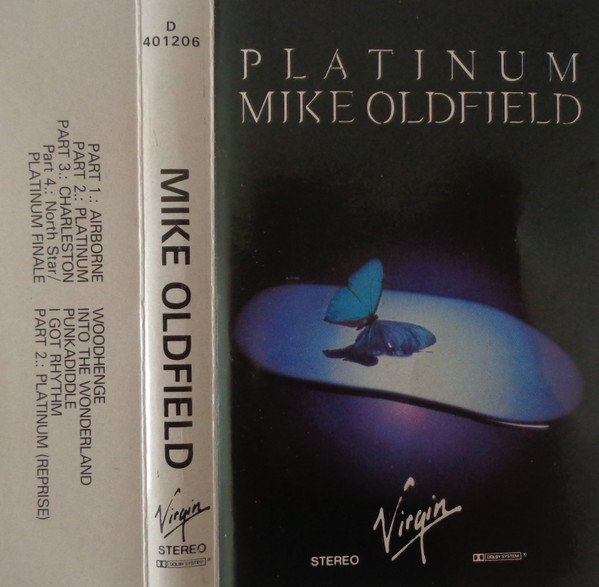 PART 1.: AIRBORNE
PART 2.: PLATINUM
PART 3.: CHARLESTON
Part 4.: North Star/
PLATINUM FINALE
WOODHENGE
INTO THE WONDERLAND
PUNKADIDDLE
I GOT RHYTHM
PART 2.: PLATINUM (REPRISE)
D
401206
MIKE OLDFIELD
Virgin
STEREO
DOLBY SYSTEM ®
PLATINUM
MIKE OLDFIELD
Virgin
STEREO
DOLBY SYSTEM ®